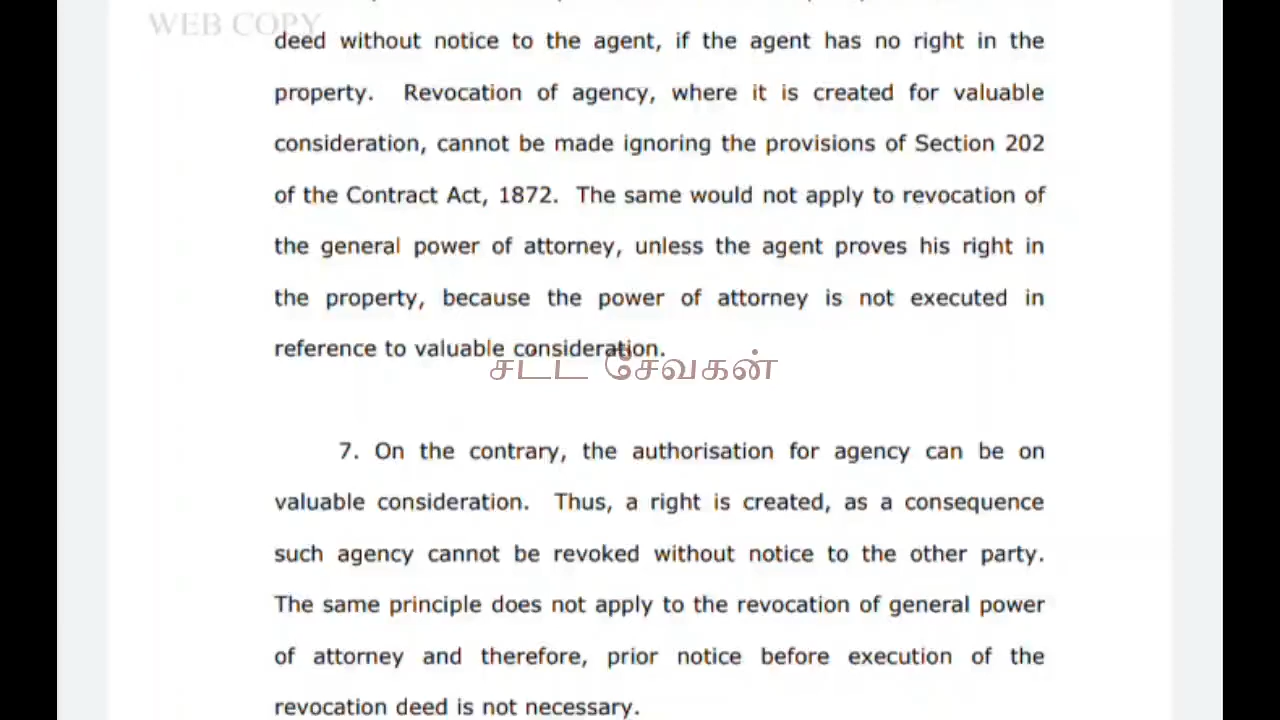 WEB COPY
deed without notice to the agent, if the agent has no right in the
property. Revocation of agency, where it is created for valuable
consideration, cannot be made ignoring the provisions of Section 202
of the Contract Act, 1872. The same would not apply to revocation of
the general power of attorney, unless the agent proves his right in
the property, because the power of attorney is not executed in
reference to valuable consideration.
சட்ட சேவகன்
7. On the contrary, the authorisation for agency can be on
valuable consideration. Thus, a right is created, as a consequence
such agency cannot be revoked without notice to the other party.
The same principle does not apply to the revocation of general power
of attorney and therefore, prior notice before execution of the
revocation deed is not necessary.